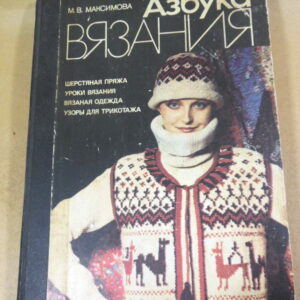 М. В. МАКСИМОВА
Азбука
ВЯЗАНИЯ
ШЕРСТЯНАЯ ПРЯЖА
УРОКИ ВЯЗАНИЯ
ВЯЗАНАЯ ОДЕЖДА
УЗОРЫ ДЛЯ ТРИКОТАЖА